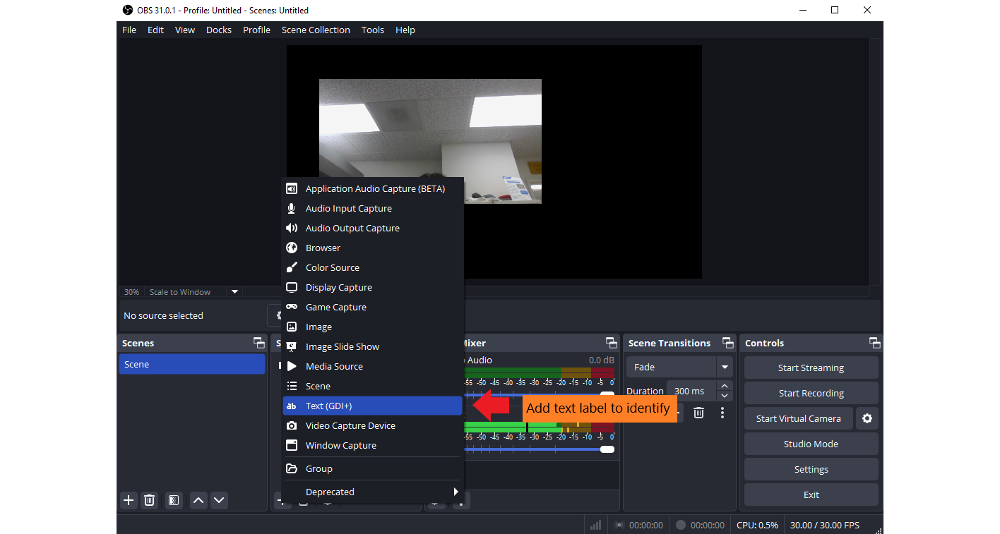 OBS 31.0.1 - Profile: Untitled - Scenes: Untitled
File Edit View Docks Profile Scene Collection Tools Help
Application Audio Capture (BETA)
Audio Input Capture
Audio Output Capture
Browser
Color Source
Display Capture
Game Capture
Image
Image Slide Show
Media Source
Scene
ab Text (GDI+)
Video Capture Device
Window Capture
Group
Deprecated
30% Scale to Window
No source selected
Scenes
Scene
S
Mixer
Audio 0.0 dB
-55 -50 -45 -40 -35 -30 -25 -20 -15 -10 -5 0
Add text label to identify
-55 -50 -45 -40 -35 -30 -25 -20 -15 -10 -5 0
Scene Transitions
Fade
Duration 300 ms
Controls
Start Streaming
Start Recording
Start Virtual Camera
Studio Mode
Settings
Exit
00:00:00 00:00:00 CPU: 0.5% 30.00 / 30.00 FPS